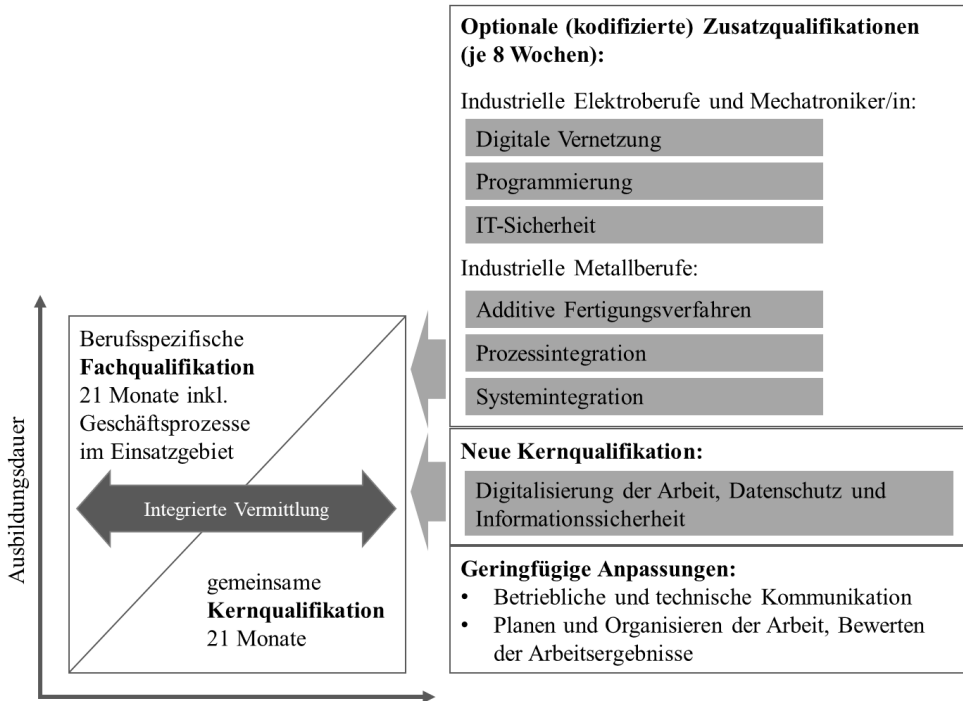 Optionale (kodifizierte) Zusatzqualifikationen
(je 8 Wochen):
Industrielle Elektroberufe und Mechatroniker/in:
Digitale Vernetzung
Programmierung
IT-Sicherheit
Industrielle Metallberufe:
Additive Fertigungsverfahren
Prozessintegration
Systemintegration
Neue Kernqualifikation:
Digitalisierung der Arbeit, Datenschutz und
Informationssicherheit
Geringfügige Anpassungen:
• Betriebliche und technische Kommunikation
• Planen und Organisieren der Arbeit, Bewerten
der Arbeitsergebnisse
Ausbildungsdauer
Berufsspezifische
Fachqualifikation
21 Monate inkl.
Geschäftsprozesse
im Einsatzgebiet
Integrierte Vermittlung
gemeinsame
Kernqualifikation
21 Monate